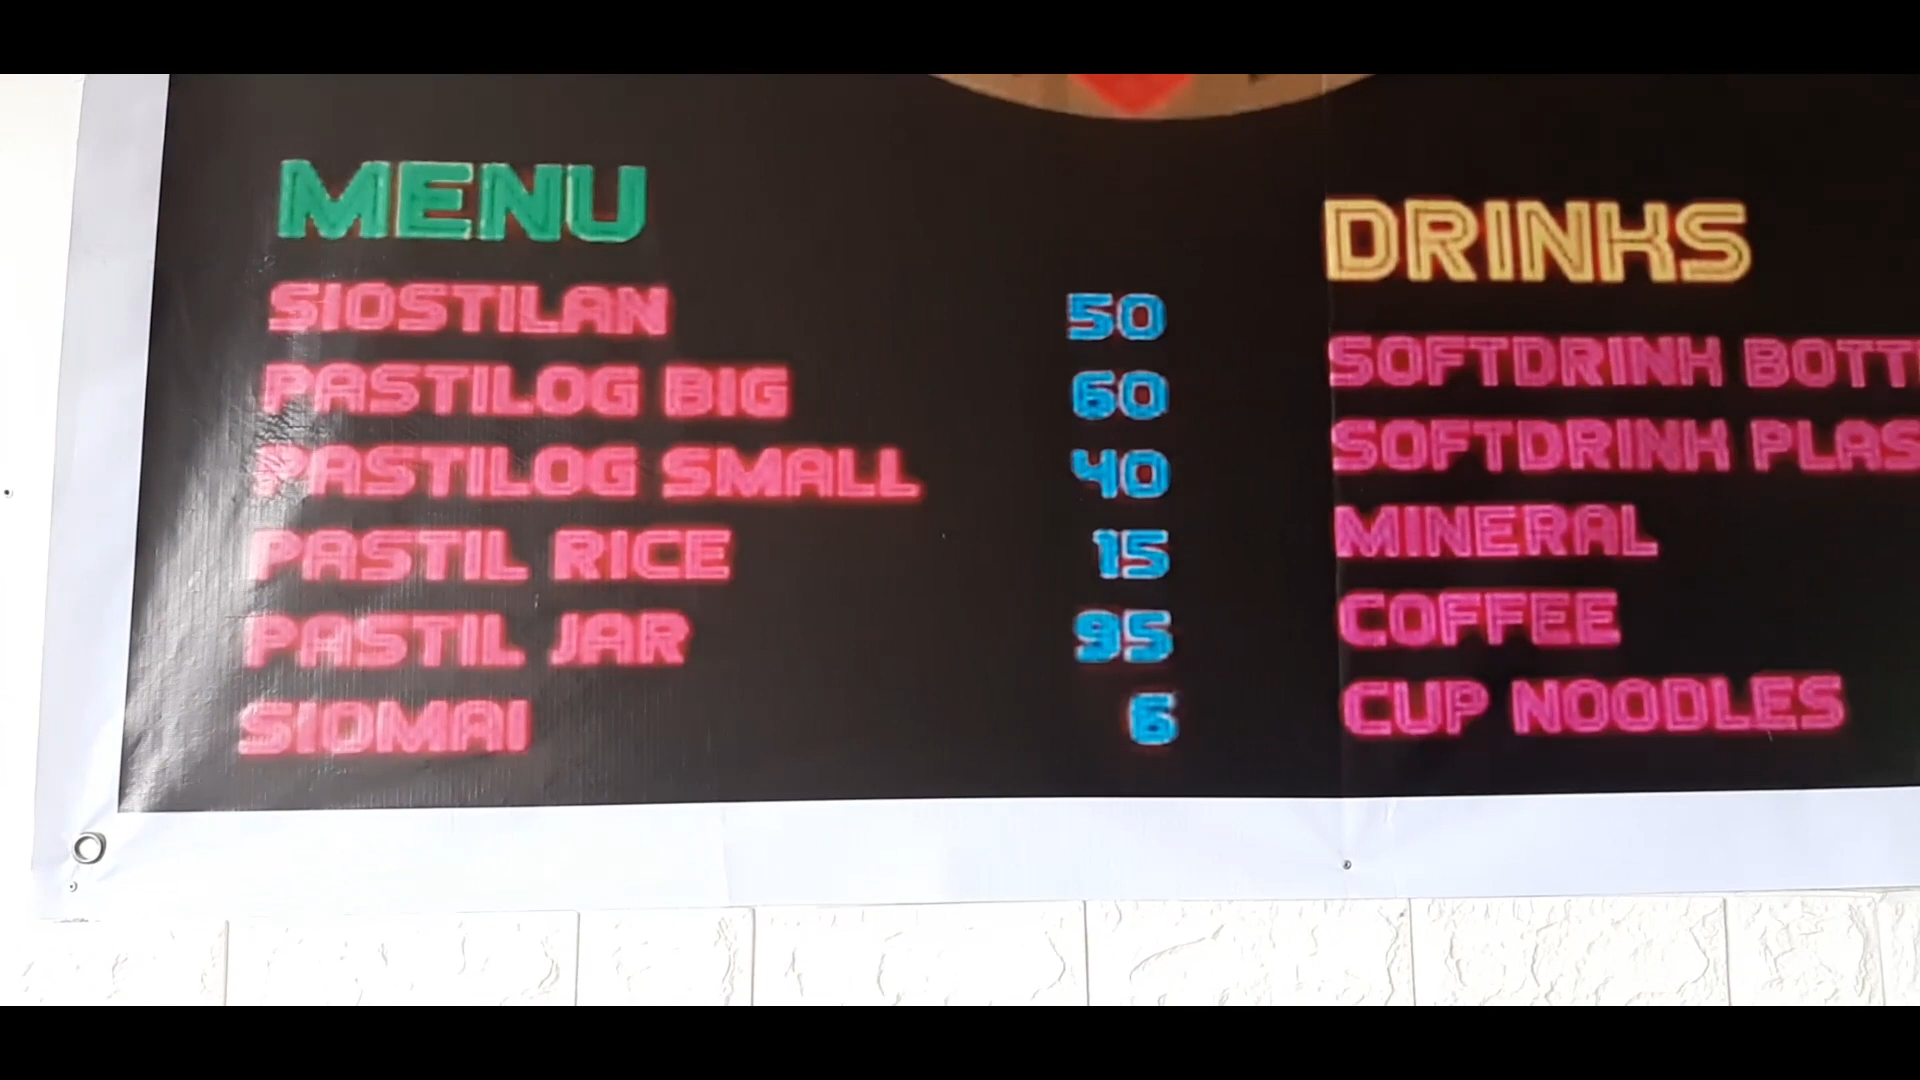 MENU
SIOSTILAN 50
PASTILOG BIG 60
PASTILOG SMALL 40
PASTIL RICE 15
PASTIL JAR 95
SIOMAI 6
DRINKS
SOFTDRINK
SOFTDRINK
MINERAL
COFFEE
CUP NOODLES